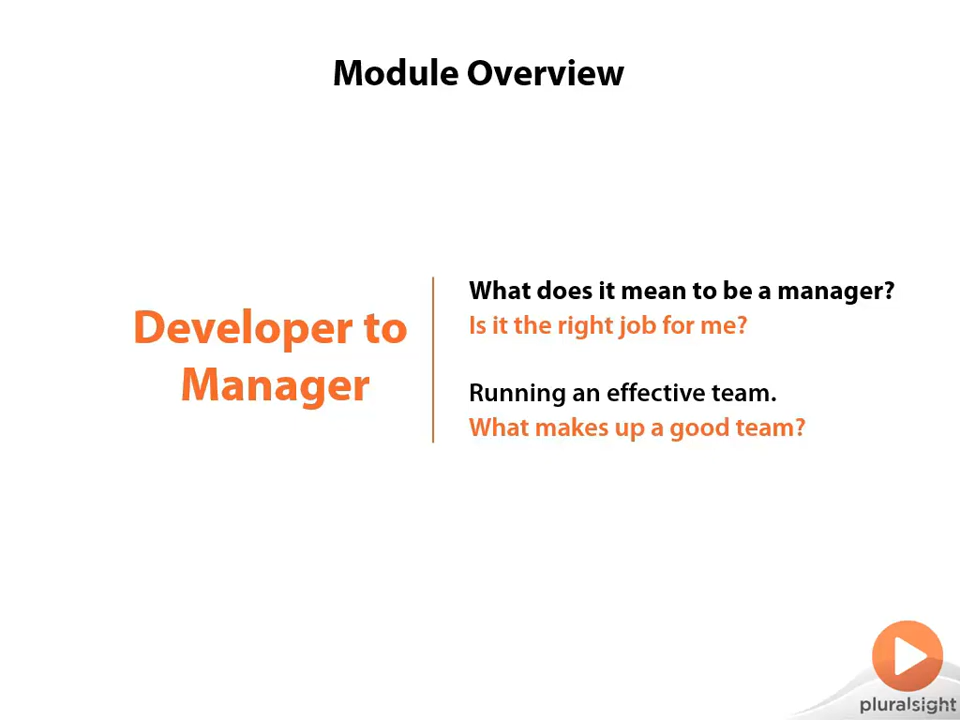 Module Overview
Developer to
Manager
What does it mean to be a manager?
Is it the right job for me?
Running an effective team.
What makes up a good team?
pluralsight